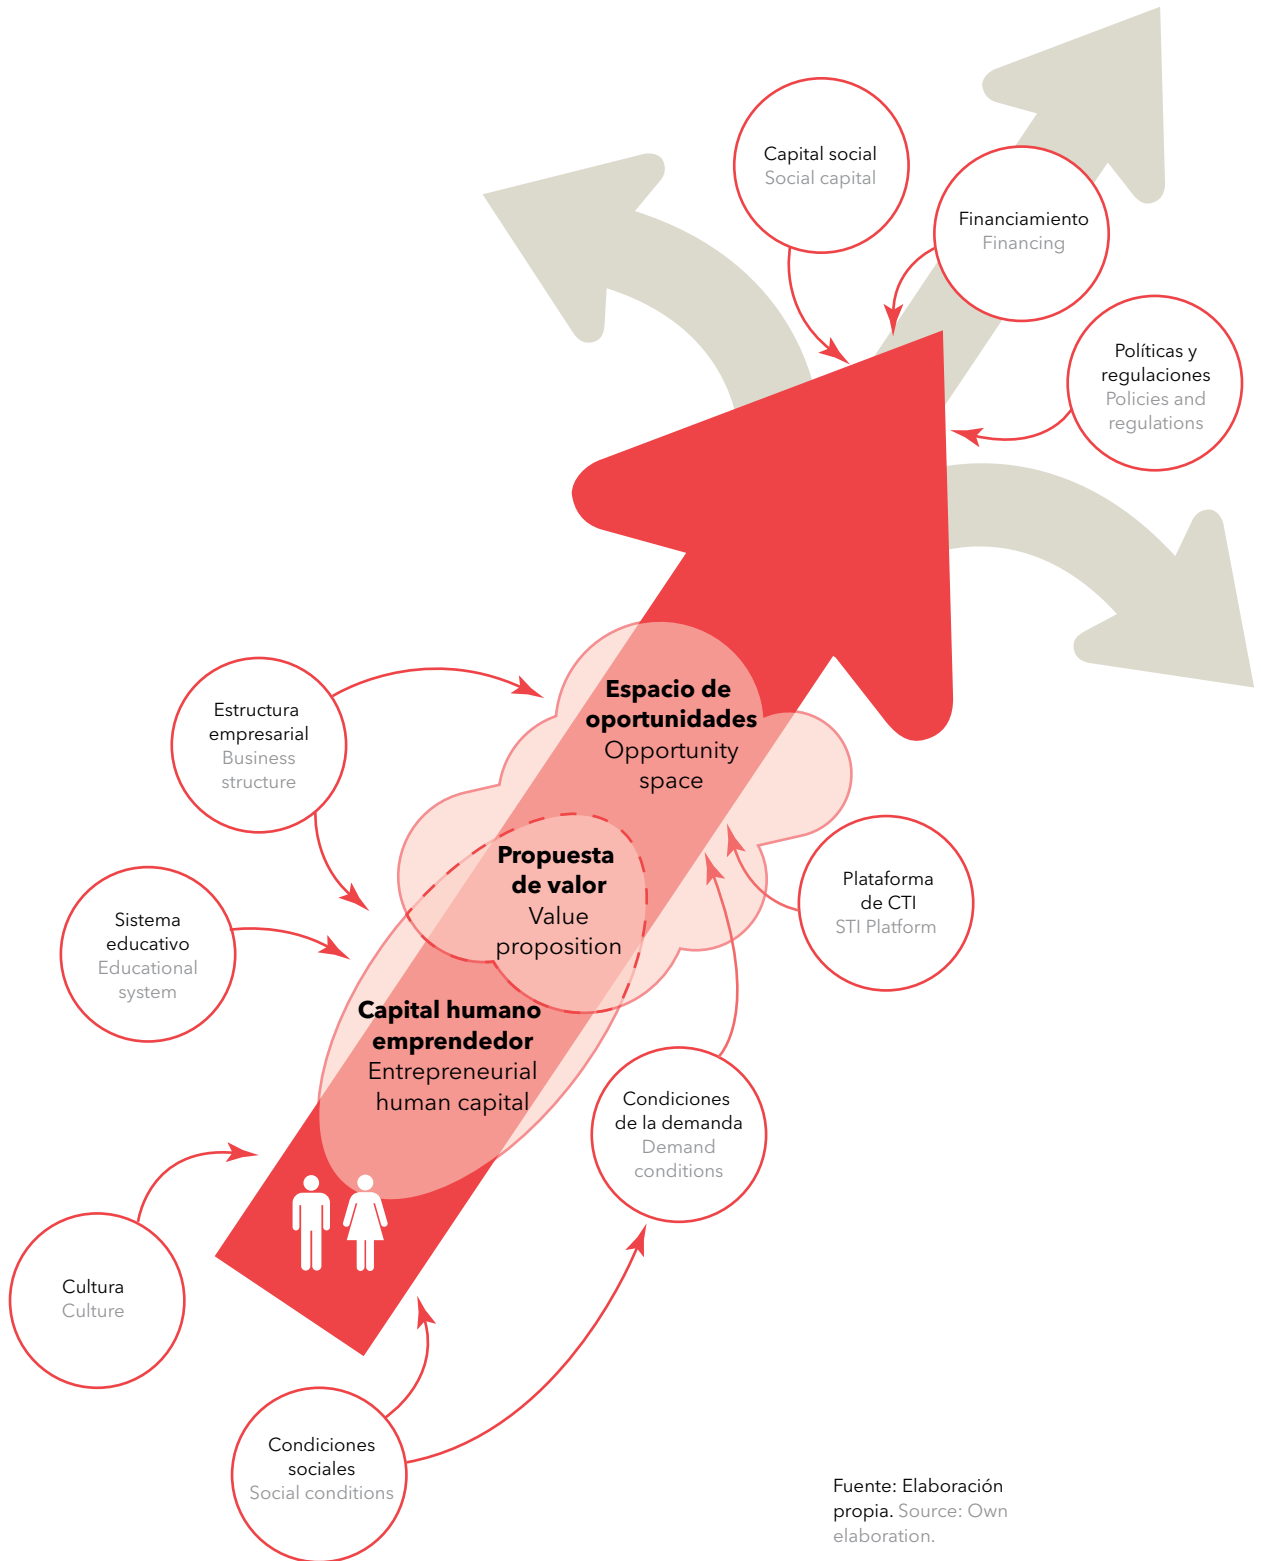 Capital social
Social capital
Financiamiento
Financing
Políticas y
regulaciones
Policies and
regulations
Espacio de
oportunidades
Opportunity
space
Estructura
empresarial
Business
structure
Propuesta
de valor
Value
proposition
Plataforma
de CTI
STI Platform
Sistema
educativo
Educational
system
Capital humano
emprendedor
Entrepreneurial
human capital
Condiciones
de la demanda
Demand
conditions
Cultura
Culture
Condiciones
sociales
Social conditions
Fuente: Elaboración
propia. Source: Own
elaboration.